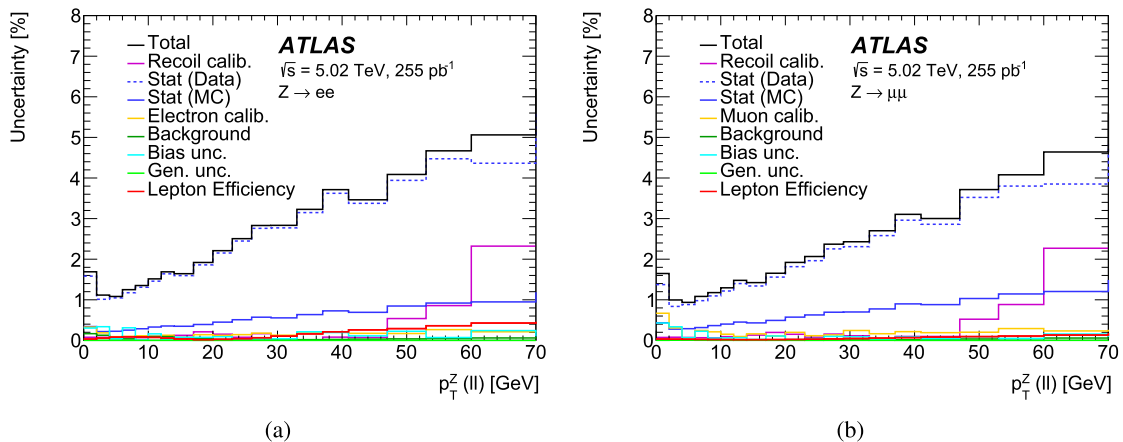 Uncertainty [%]
8
7
6
5
4
3
2
1
0
Total
Recoil calib.
Stat (Data)
Stat (MC)
Electron calib.
Background
Bias unc.
Gen. unc.
Lepton Efficiency
ATLAS
√s = 5.02 TeV, 255 pb⁻¹
Z → ee
0 10 20 30 40 50 60 70
p_T^Z (ll) [GeV]
(a)
Uncertainty [%]
8
7
6
5
4
3
2
1
0
Total
Recoil calib.
Stat (Data)
Stat (MC)
Muon calib.
Background
Bias unc.
Gen. unc.
Lepton Efficiency
ATLAS
√s = 5.02 TeV, 255 pb⁻¹
Z → μμ
0 10 20 30 40 50 60 70
p_T^Z (ll) [GeV]
(b)